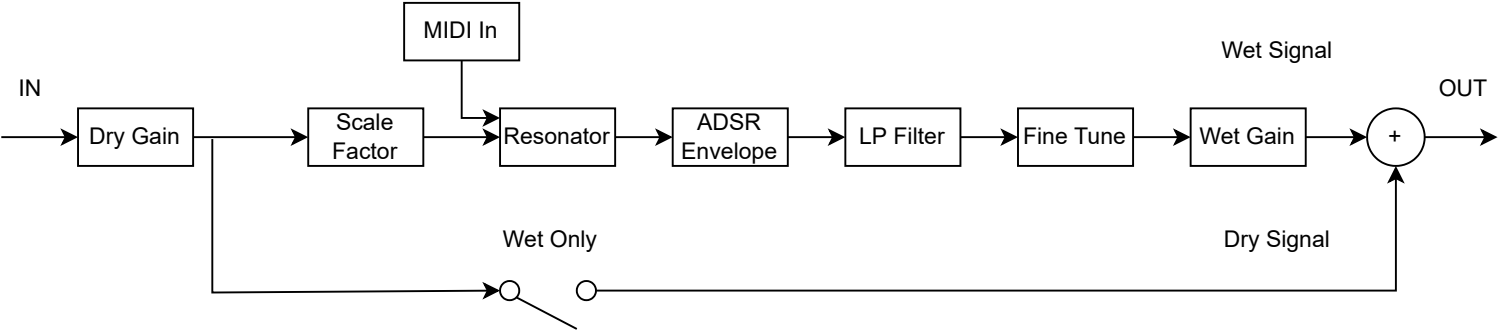 MIDI In
Wet Signal
IN
OUT
Dry Gain
Scale
Factor
Resonator
ADSR
Envelope
LP Filter
Fine Tune
Wet Gain
+
Wet Only
Dry Signal